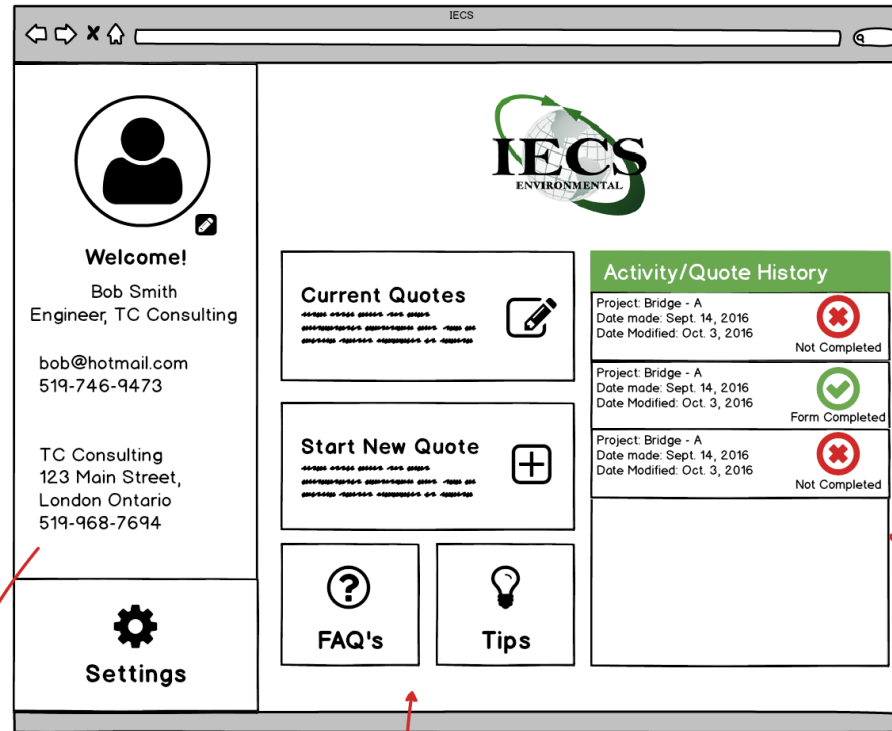 IECS
IECS
ENVIRONMENTAL
Welcome!
Bob Smith
Engineer, TC Consulting
bob@hotmail.com
519-746-9473
TC Consulting
123 Main Street,
London Ontario
519-968-7694
Settings
Current Quotes
Start New Quote
FAQ's
Tips
Activity/Quote History
Project: Bridge - A
Date made: Sept. 14, 2016
Date Modified: Oct. 3, 2016
Not Completed
Project: Bridge - A
Date made: Sept. 14, 2016
Date Modified: Oct. 3, 2016
Form Completed
Project: Bridge - A
Date made: Sept. 14, 2016
Date Modified: Oct. 3, 2016
Not Completed